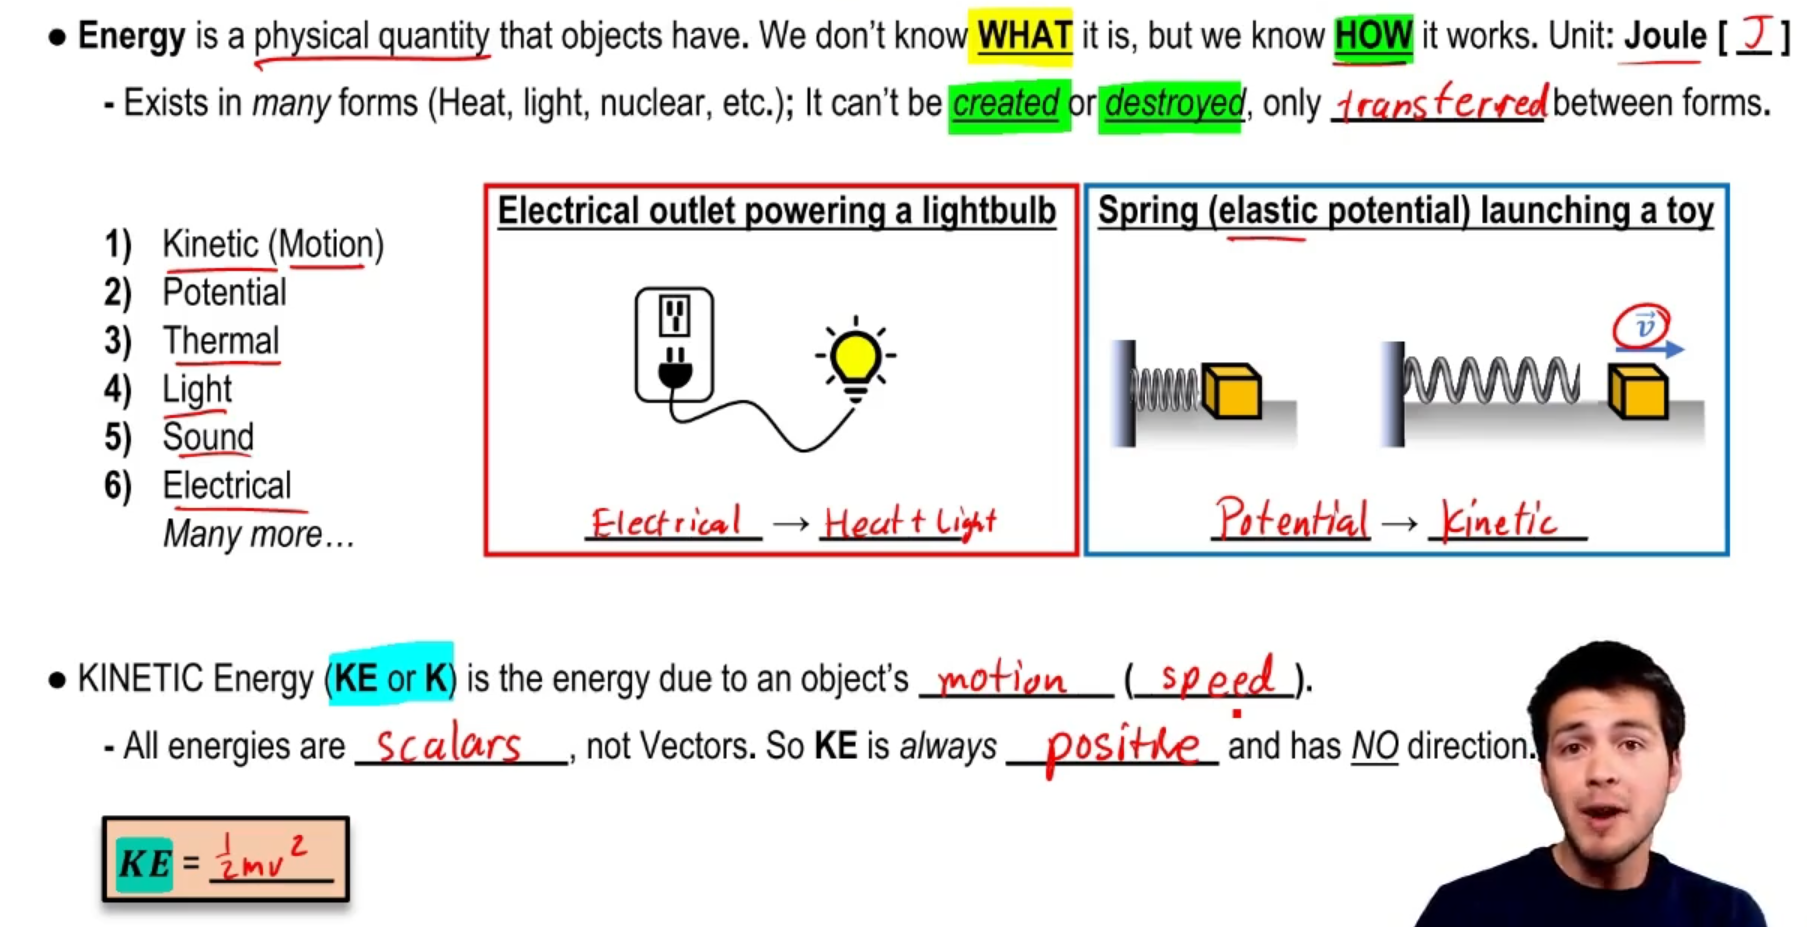 ● Energy is a physical quantity that objects have. We don't know WHAT it is, but we know HOW it works. Unit: Joule [ J ]
- Exists in many forms (Heat, light, nuclear, etc.); It can't be created or destroyed, only transferred between forms.
1) Kinetic (Motion)
2) Potential
3) Thermal
4) Light
5) Sound
6) Electrical
Many more...
Electrical outlet powering a lightbulb
Electrical → Heat + Light
Spring (elastic potential) launching a toy
v⃗
Potential → Kinetic
● KINETIC Energy (KE or K) is the energy due to an object's motion (speed).
- All energies are scalars, not Vectors. So KE is always positive and has NO direction.
KE = ½mv²